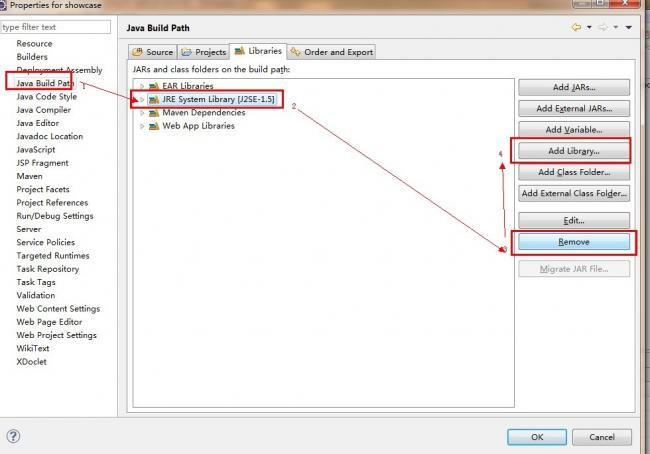 Properties for showcase
type filter text
Java Build Path
Resource
Builders
Deployment Assembly
Java Build Path
Java Code Style
Java Compiler
Java Editor
Javadoc Location
JavaScript
JSP Fragment
Maven
Project Facets
Project References
Run/Debug Settings
Server
Service Policies
Targeted Runtimes
Task Repository
Task Tags
Validation
Web Content Settings
Web Page Editor
Web Project Settings
WikiText
XDoclet
Source
Projects
Libraries
Order and Export
JARs and class folders on the build path:
EAR Libraries
JRE System Library [J2SE-1.5]
Maven Dependencies
Web App Libraries
1
2
3
4
Add JARs...
Add External JARs...
Add Variable...
Add Library...
Add Class Folder...
Add External Class Folder...
Edit...
Remove
Migrate JAR File...
OK
Cancel